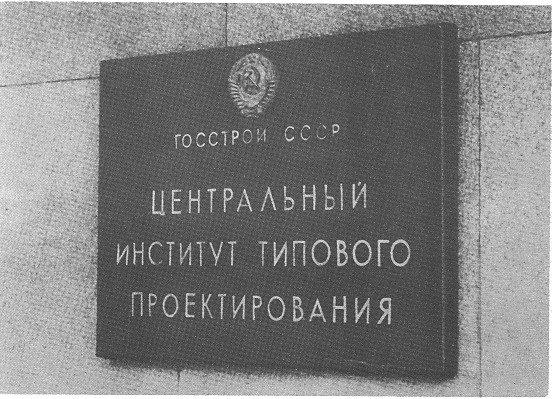 ГОССТРОЙ СССР
ЦЕНТРАЛЬНЫЙ
ИНСТИТУТ ТИПОВОГО
ПРОЕКТИРОВАНИЯ